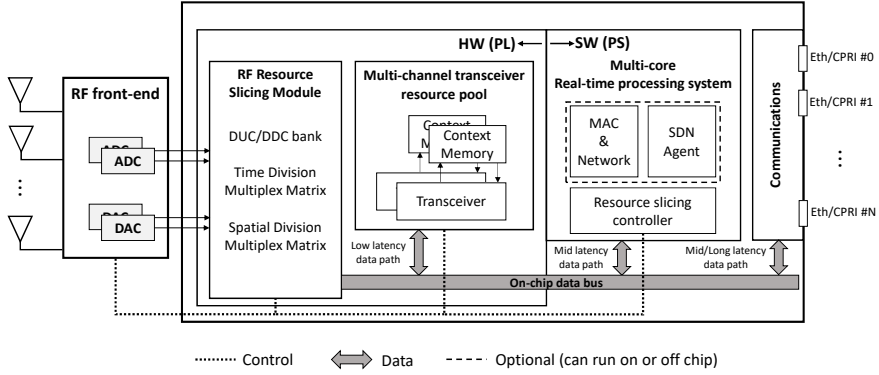 HW (PL)
SW (PS)
RF front-end
ADC
ADC
DAC
DAC
RF Resource
Slicing Module
DUC/DDC bank
Time Division
Multiplex Matrix
Spatial Division
Multiplex Matrix
Multi-channel transceiver
resource pool
Context
Memory
Transceiver
Low latency
data path
Multi-core
Real-time processing system
MAC
&
Network
SDN
Agent
Resource slicing
controller
Mid latency
data path
Communications
Mid/Long latency
data path
Eth/CPRI #0
Eth/CPRI #1
⋮
Eth/CPRI #N
On-chip data bus
Control
Data
Optional (can run on or off chip)